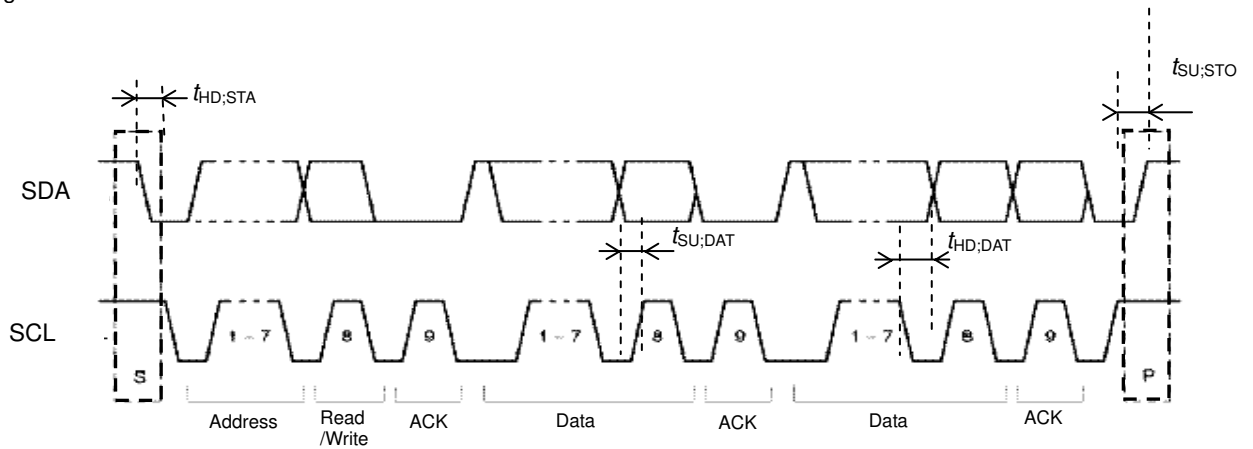 tHD;STA
tSU;STO
SDA
tSU;DAT
tHD;DAT
SCL
1 – 7 8 9 1 – 7 8 9 1 – 7 8 9
S P
Address Read /Write ACK Data ACK Data ACK